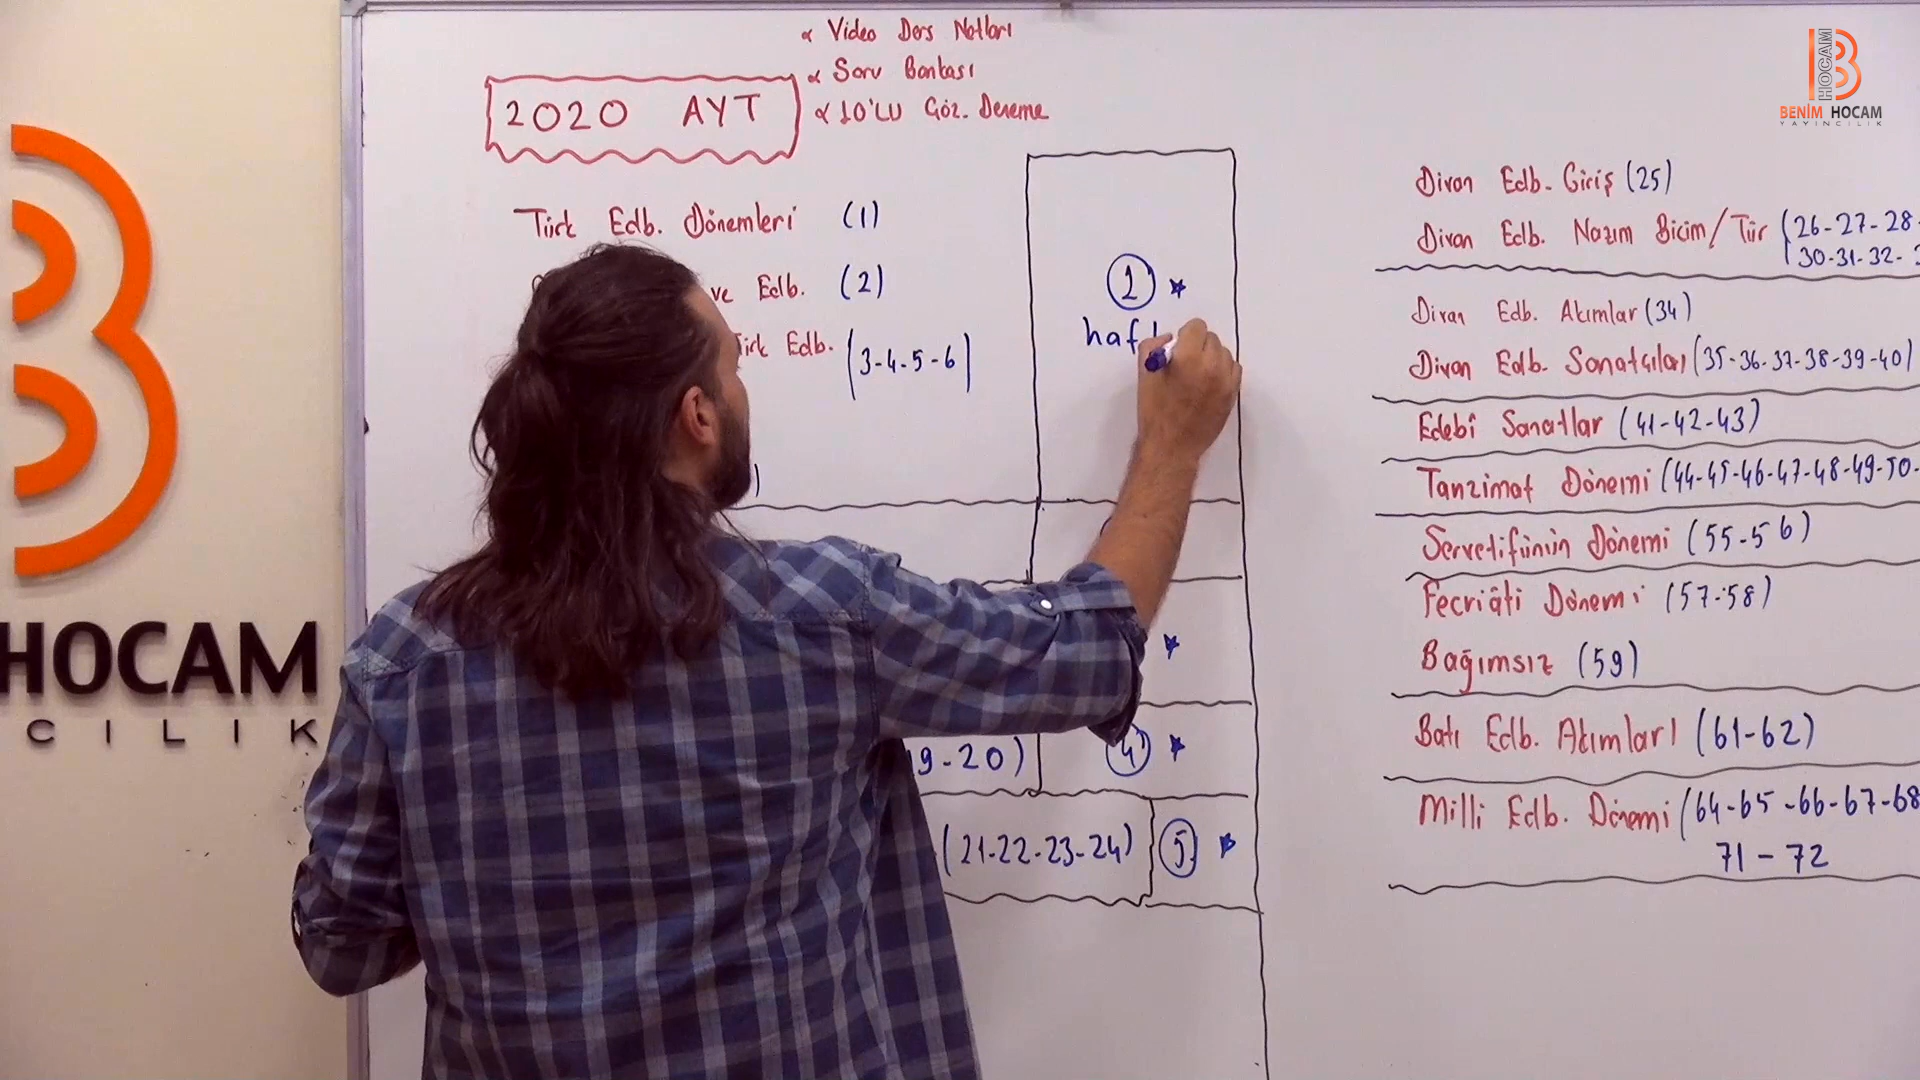 α Video Ders Notları
α Soru Bankası
2020 AYT
α 10'LU Göz. Deneme
Türk Edb. Dönemleri (1)
ve Edb. (2)
Edb. (3-4-5-6)
1 ★
haf
★
19-20) 4 ★
(21-22-23-24) 5 ★
Divan Edb. Giriş (25)
Divan Edb. Nazım Biçim/Tür (26-27-28-
30-31-32-
Divan Edb. Akımlar (34)
Divan Edb. Sanatçıları (35-36-37-38-39-40)
Edebî Sanatlar (41-42-43)
Tanzimat Dönemi (44-45-46-47-48-49-50-
Servetifünün Dönemi (55-56)
Fecriâti Dönemi (57-58)
Bağımsız (59)
Batı Edb. Akımları (61-62)
Milli Edb. Dönemi (64-65-66-67-68
71-72
B HOCAM
BENİM HOCAM
YAYINCILIK
HOCAM
CILIK